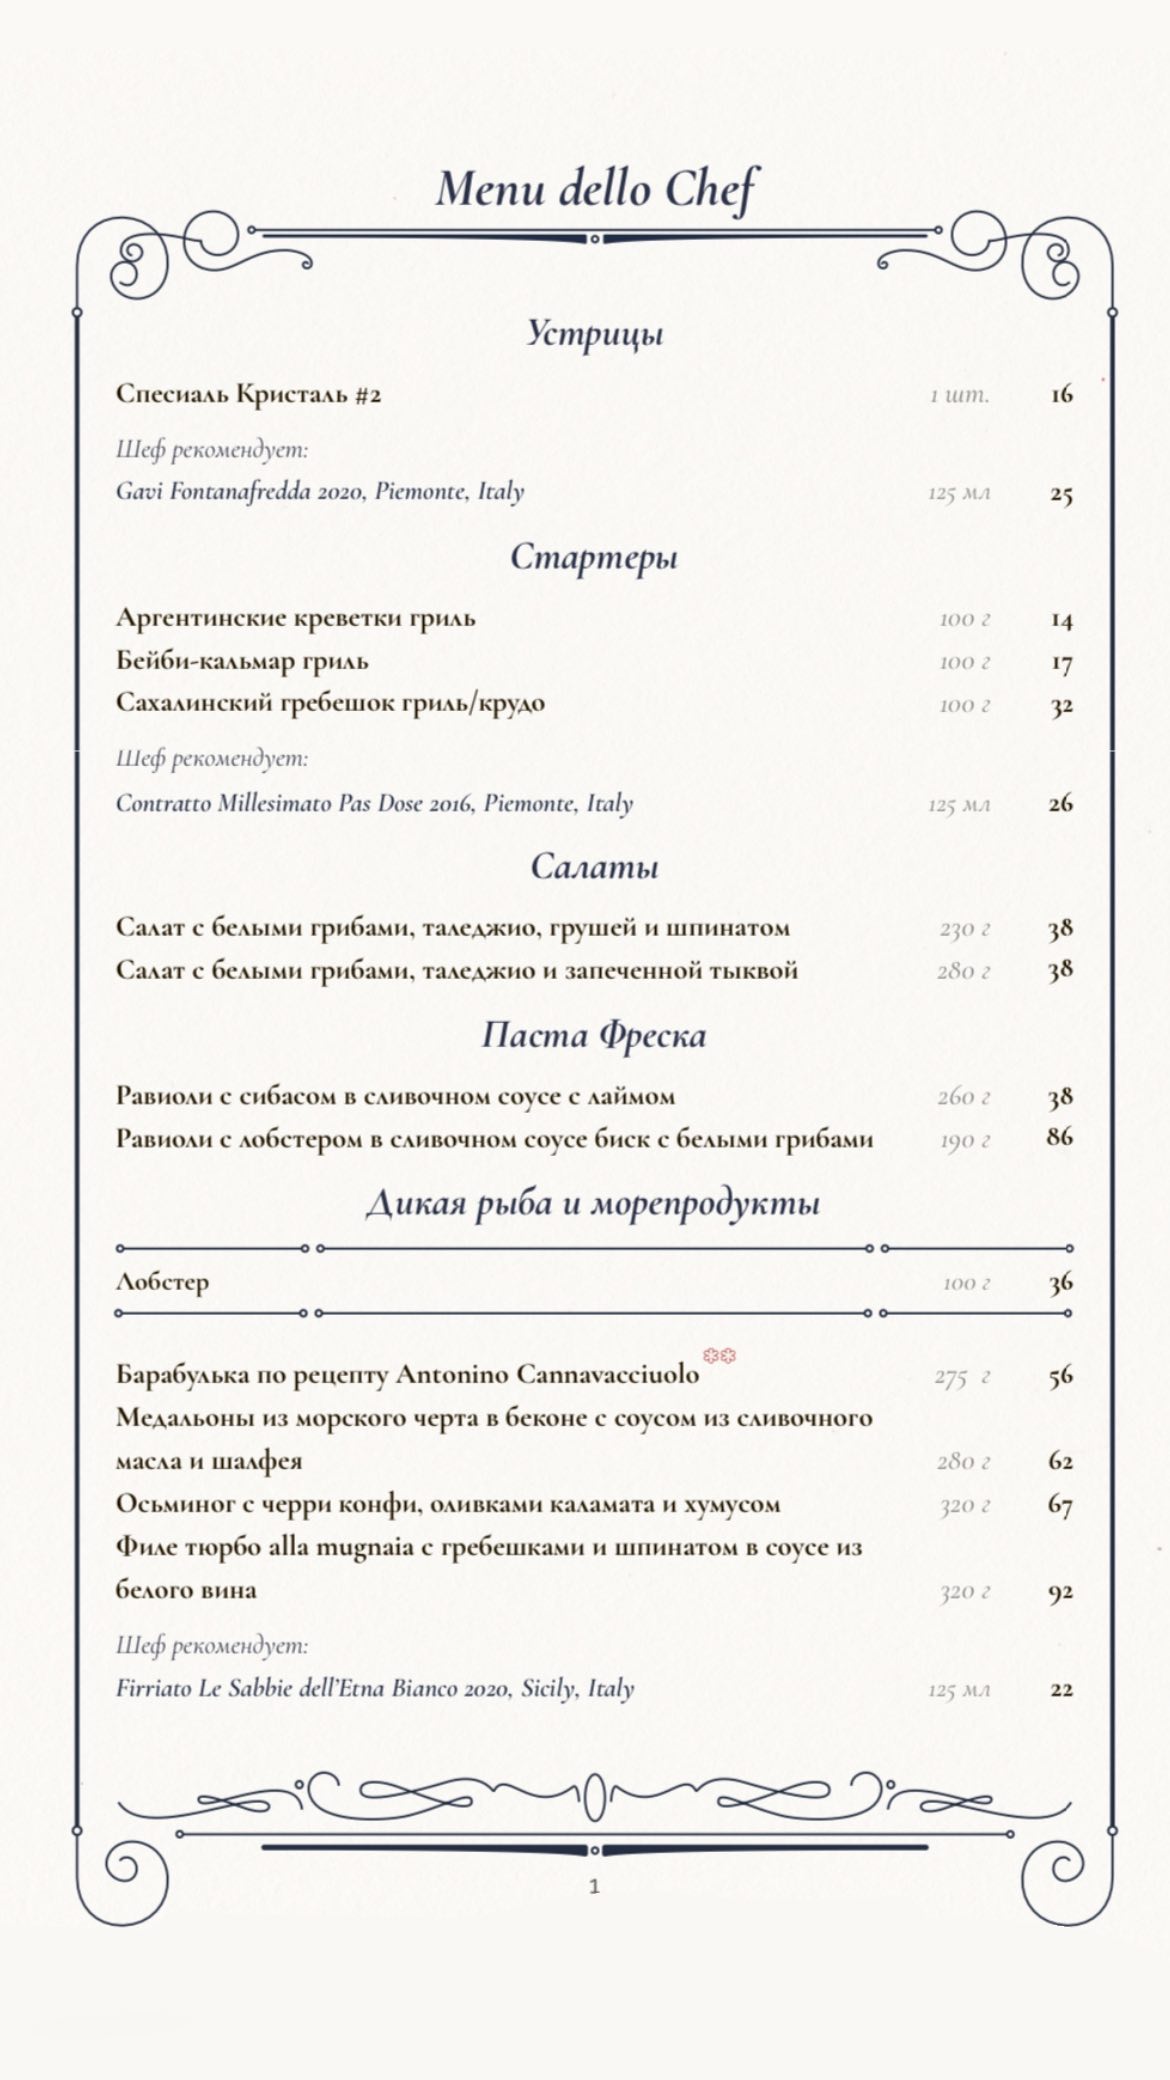 Menu dello Chef
Устрицы
Спесиаль Кристаль #2 1 шт. 16
Шеф рекомендует:
Gavi Fontanafredda 2020, Piemonte, Italy 125 мл 25
Стартеры
Аргентинские креветки гриль 100 г 14
Бейби-кальмар гриль 100 г 17
Сахалинский гребешок гриль/крудо 100 г 32
Шеф рекомендует:
Contratto Millesimato Pas Dose 2016, Piemonte, Italy 125 мл 26
Салаты
Салат с белыми грибами, таледжио, грушей и шпинатом 230 г 38
Салат с белыми грибами, таледжио и запеченной тыквой 280 г 38
Паста Фреска
Равиоли с сибасом в сливочном соусе с лаймом 260 г 38
Равиоли с лобстером в сливочном соусе биск с белыми грибами 190 г 86
Дикая рыба и морепродукты
Лобстер 100 г 36
Барабулька по рецепту Antonino Cannavacciuolo 275 г 56
Медальоны из морского черта в беконе с соусом из сливочного
масла и шалфея 280 г 62
Осьминог с черри конфи, оливками каламата и хумусом 320 г 67
Филе тюрбо alla mugnaia с гребешками и шпинатом в соусе из
белого вина 320 г 92
Шеф рекомендует:
Firriato Le Sabbie dell'Etna Bianco 2020, Sicily, Italy 125 мл 22
1